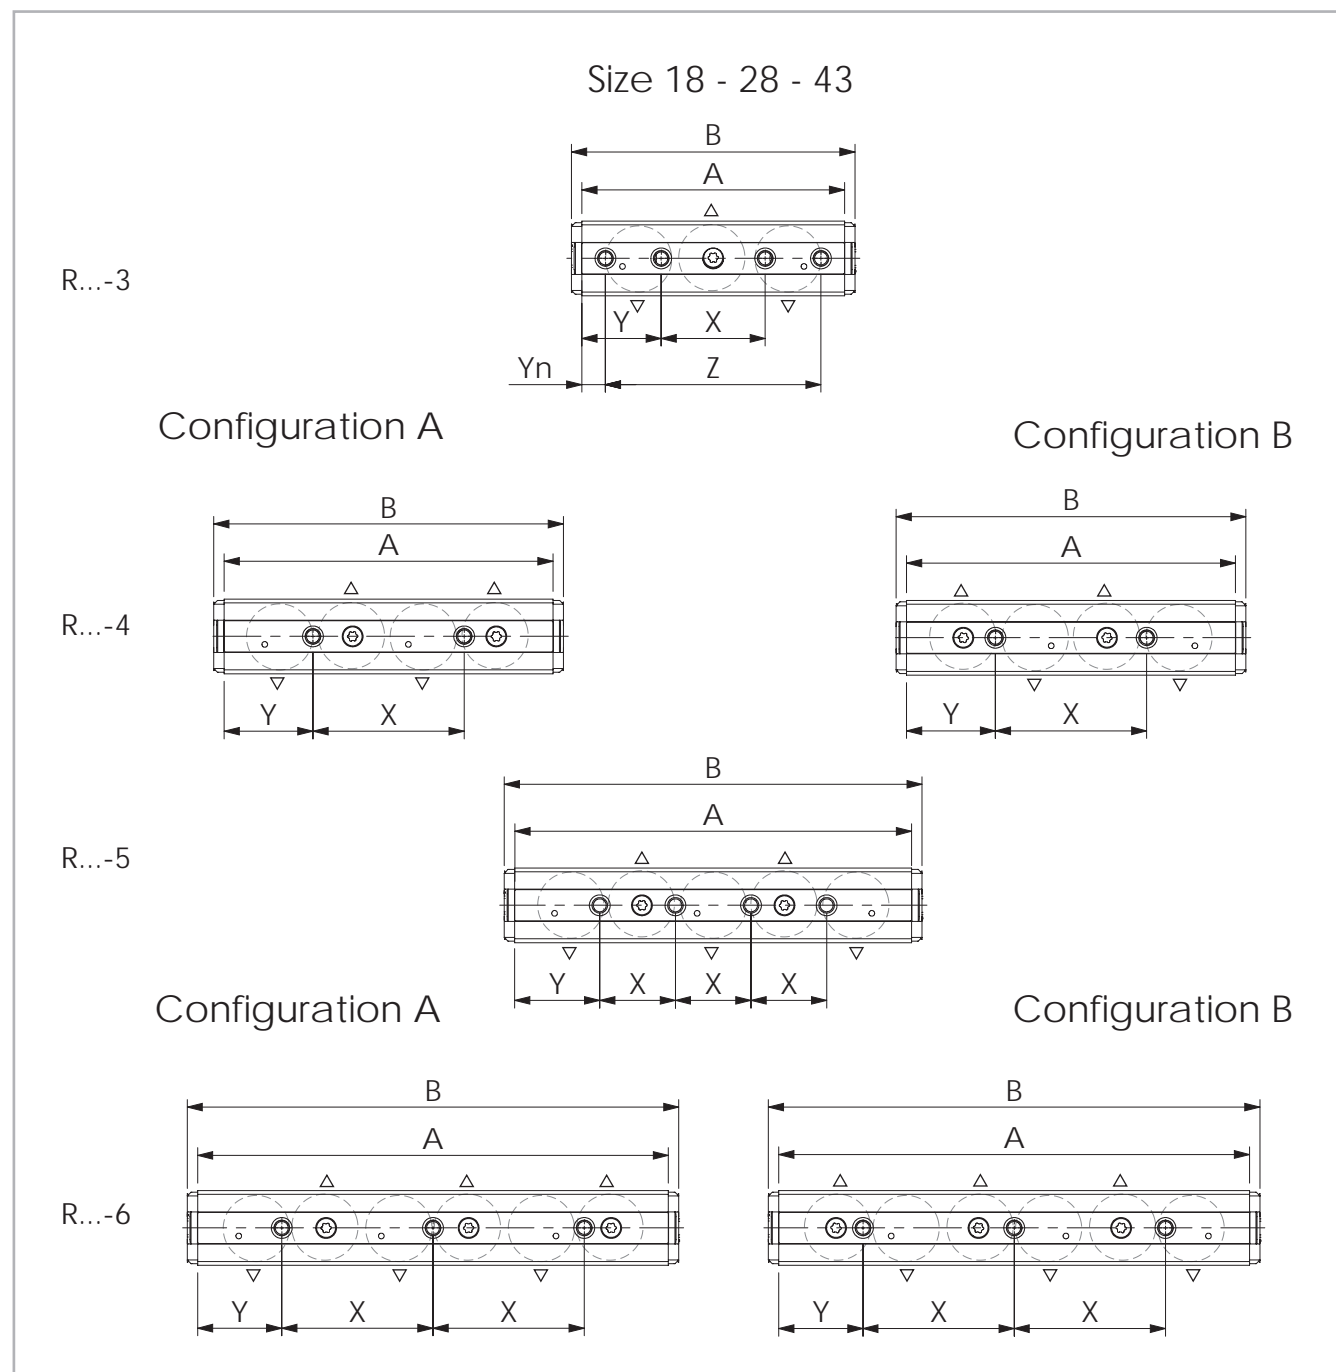 Size 18 - 28 - 43
B
A
R...-3
Y X
Yn Z
Configuration A
Configuration B
B
A
R...-4
Y X
B
A
Y X
B
A
R...-5
Y X X X
Configuration A
Configuration B
B
A
R...-6
Y X X
B
A
Y X X